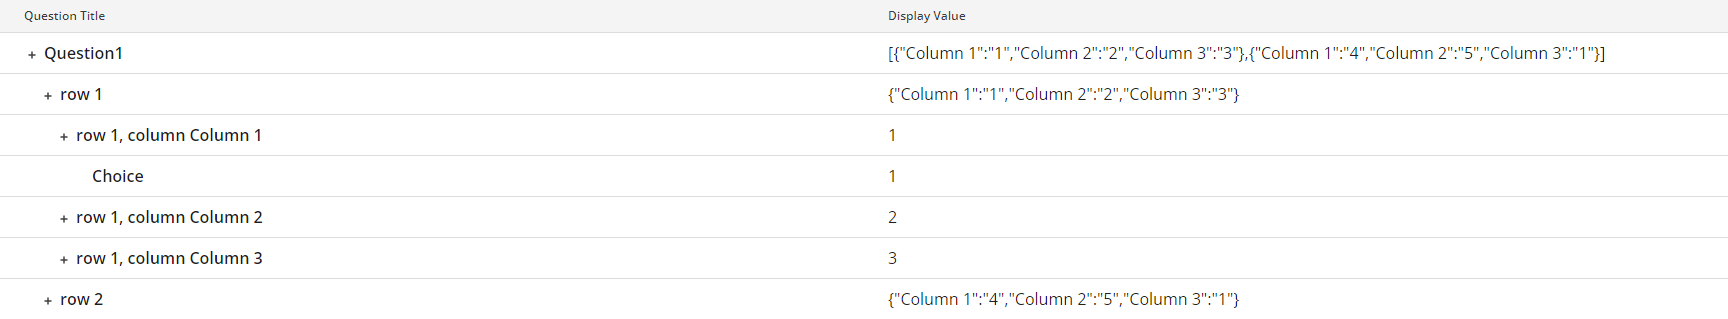 Question Title Display Value
+ Question1 [{"Column 1":"1","Column 2":"2","Column 3":"3"},{"Column 1":"4","Column 2":"5","Column 3":"1"}]
+ row 1 {"Column 1":"1","Column 2":"2","Column 3":"3"}
+ row 1, column Column 1 1
Choice 1
+ row 1, column Column 2 2
+ row 1, column Column 3 3
+ row 2 {"Column 1":"4","Column 2":"5","Column 3":"1"}